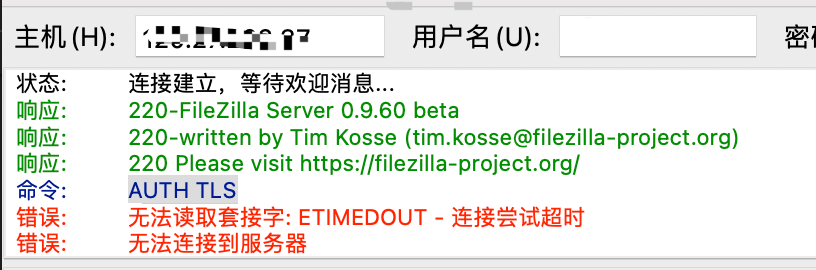 主机(H): 用户名(U): 密
状态: 连接建立，等待欢迎消息...
响应: 220-FileZilla Server 0.9.60 beta
响应: 220-written by Tim Kosse (tim.kosse@filezilla-project.org)
响应: 220 Please visit https://filezilla-project.org/
命令: AUTH TLS
错误: 无法读取套接字: ETIMEDOUT - 连接尝试超时
错误: 无法连接到服务器